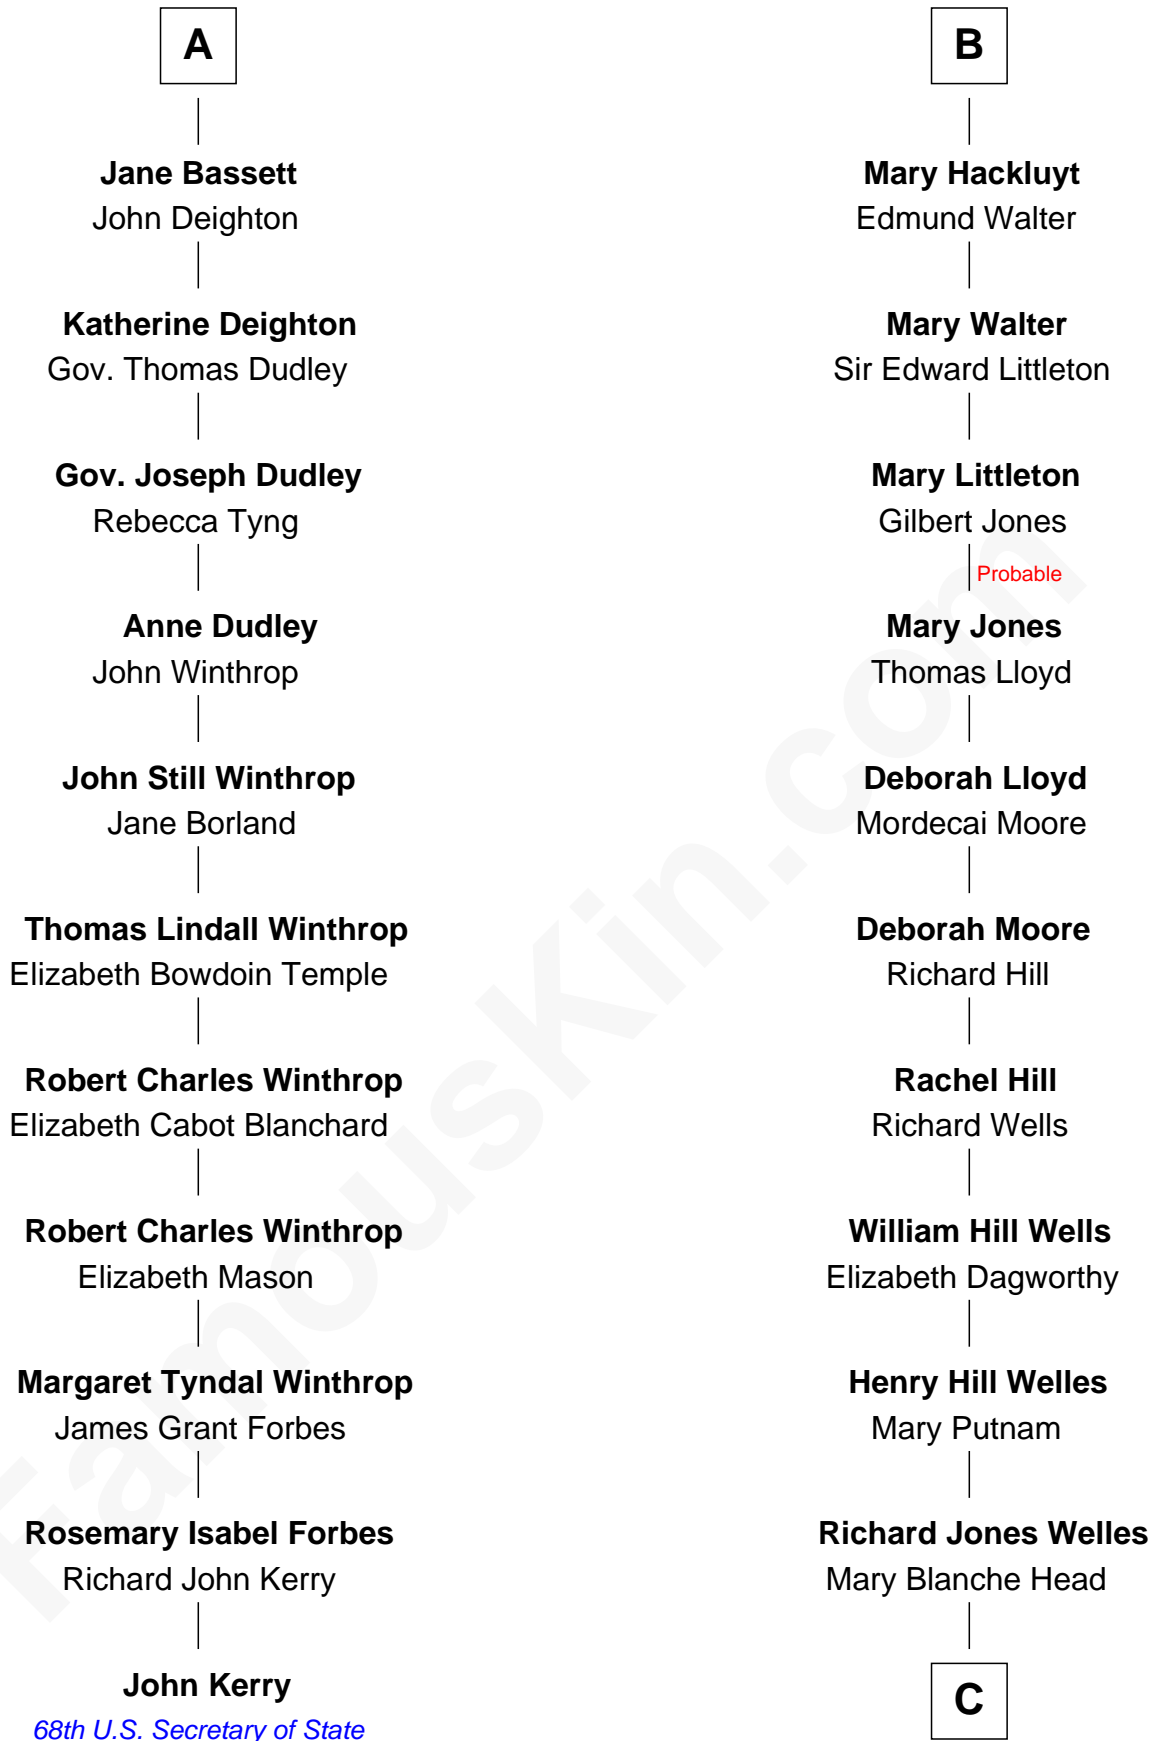 A
Jane Bassett
John Deighton
Katherine Deighton
Gov. Thomas Dudley
Gov. Joseph Dudley
Rebecca Tyng
Anne Dudley
John Winthrop
John Still Winthrop
Jane Borland
Thomas Lindall Winthrop
Elizabeth Bowdoin Temple
Robert Charles Winthrop
Elizabeth Cabot Blanchard
Robert Charles Winthrop
Elizabeth Mason
Margaret Tyndal Winthrop
James Grant Forbes
Rosemary Isabel Forbes
Richard John Kerry
John Kerry
68th U.S. Secretary of State
B
Mary Hackluyt
Edmund Walter
Mary Walter
Sir Edward Littleton
Mary Littleton
Gilbert Jones
Probable
Mary Jones
Thomas Lloyd
Deborah Lloyd
Mordecai Moore
Deborah Moore
Richard Hill
Rachel Hill
Richard Wells
William Hill Wells
Elizabeth Dagworthy
Henry Hill Welles
Mary Putnam
Richard Jones Welles
Mary Blanche Head
C
FamousKin.com